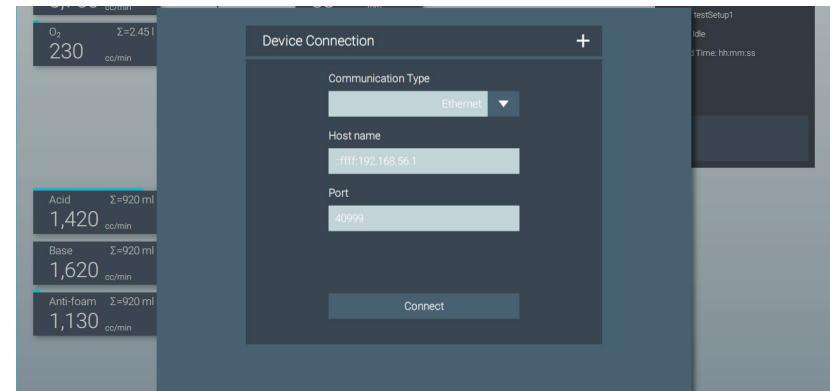 testSetup1
O₂ Σ=2.45 l
230 cc/min
Idle
Time: hh:mm:ss
Device Connection +
Communication Type
Ethernet
Host name
::ffff:192.168.56.1
Port
40999
Connect
Acid Σ=920 ml
1,420 cc/min
Base Σ=920 ml
1,620 cc/min
Anti-foam Σ=920 ml
1,130 cc/min